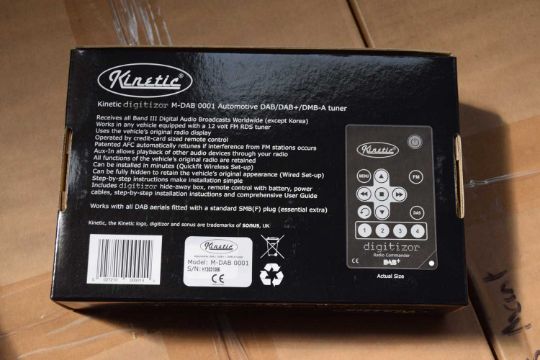 Kinetic®
Kinetic digitizor M-DAB 0001 Automotive DAB/DAB+/DMB-A tuner
Receives all Band III Digital Audio Broadcasts Worldwide (except Korea)
Works in any vehicle equipped with a 12 volt FM RDS tuner
Uses the vehicle's original radio display
Operated by credit-card sized remote control
Patented AFC automatically retunes if interference from FM stations occurs
Aux-In allows playback of other audio devices through your radio
All functions of the vehicle's original radio are retained
Can be installed in minutes (Quickfit Wireless Set-up)
Can be fully hidden to retain the vehicle's original appearance (Wired Set-up)
Step-by-step instructions make installation simple
Includes digitizor hide-away box, remote control with battery, power
cables, step-by-step installation instuctions and comprehensive User Guide
Works with all DAB aerials fitted with a standard SMB(F) plug (essential extra)
Kinetic, the Kinetic logo, digitizor and sonus are trademarks of SONUS, UK
Kinetic
Model: M-DAB 0001
S/N:
CE
Kinetic
MENU
FM
DAB
1
2
3
4
digitizor
Radio Commander
CE
DAB+
Actual Size